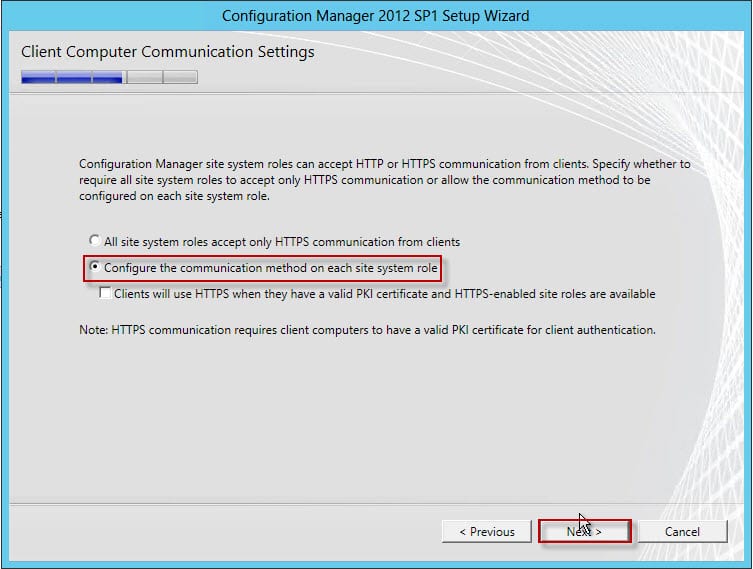 Configuration Manager 2012 SP1 Setup Wizard
Client Computer Communication Settings
Configuration Manager site system roles can accept HTTP or HTTPS communication from clients. Specify whether to
require all site system roles to accept only HTTPS communication or allow the communication method to be
configured on each site system role.
All site system roles accept only HTTPS communication from clients
Configure the communication method on each site system role
Clients will use HTTPS when they have a valid PKI certificate and HTTPS-enabled site roles are available
Note: HTTPS communication requires client computers to have a valid PKI certificate for client authentication.
< Previous
Next >
Cancel